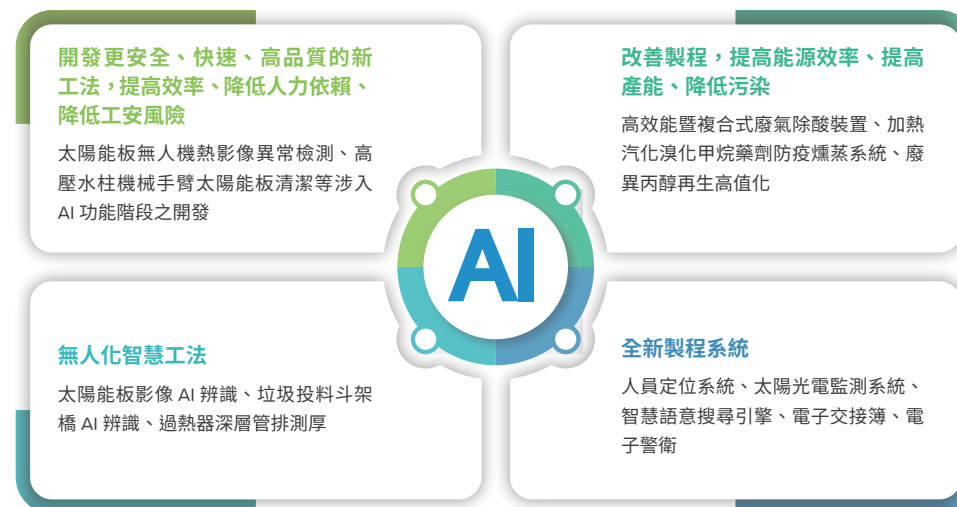 開發更安全、快速、高品質的新
工法，提高效率、降低人力依賴、
降低工安風險
太陽能板無人機熱影像異常檢測、高
壓水柱機械手臂太陽能板清潔等涉入
AI 功能階段之開發
改善製程，提高能源效率、提高
產能、降低污染
高效能暨複合式廢氣除酸裝置、加熱
汽化溴化甲烷藥劑防疫燻蒸系統、廢
異丙醇再生高值化
AI
無人化智慧工法
太陽能板影像 AI 辨識、垃圾投料斗架
橋 AI 辨識、過熱器深層管排測厚
全新製程系統
人員定位系統、太陽光電監測系統、
智慧語意搜尋引擎、電子交接簿、電
子警衛